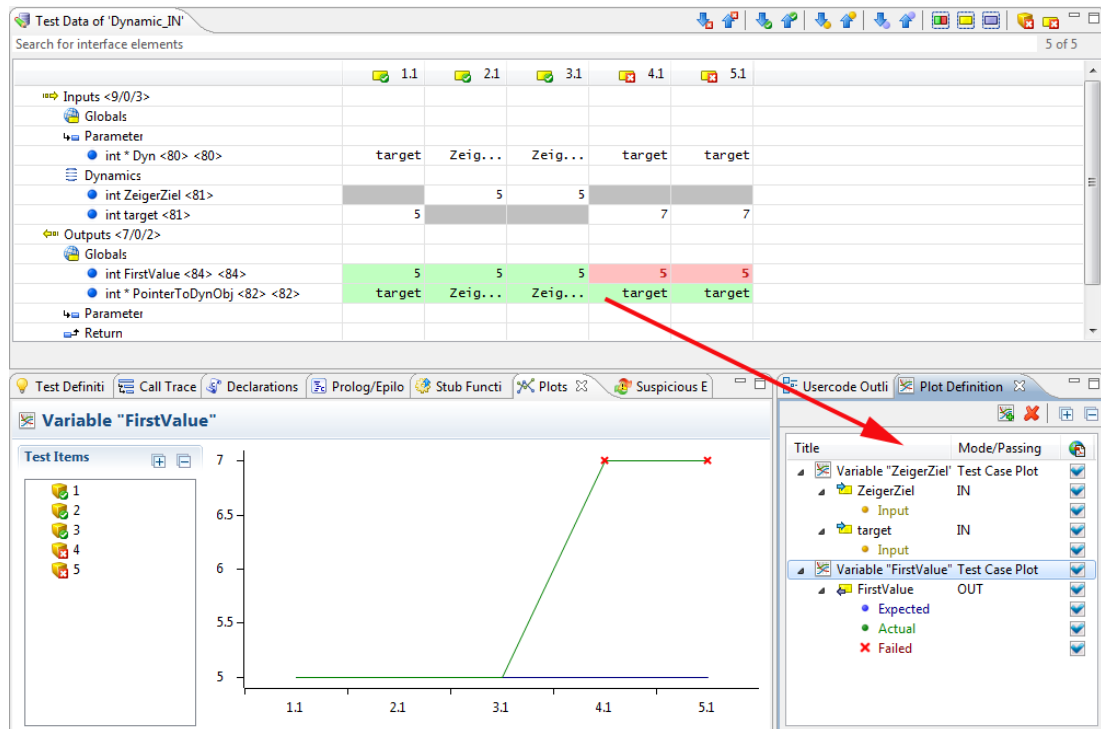 Test Data of 'Dynamic_IN'
Search for interface elements 5 of 5
1.1 2.1 3.1 4.1 5.1
Inputs <9/0/3>
Globals
Parameter
int * Dyn <80> <80> target Zeig... Zeig... target target
Dynamics
int ZeigerZiel <81> 5 5
int target <81> 5 7 7
Outputs <7/0/2>
Globals
int FirstValue <84> <84> 5 5 5 5 5
int * PointerToDynObj <82> <82> target Zeig... Zeig... target target
Parameter
Return
Test Definiti Call Trace Declarations Prolog/Epilo Stub Functi Plots Suspicious E
Variable "FirstValue"
Test Items
1
2
3
4
5
7
6.5
6
5.5
5
1.1 2.1 3.1 4.1 5.1
Usercode Outli Plot Definition
Title Mode/Passing
Variable "ZeigerZiel" Test Case Plot
ZeigerZiel IN
Input
target IN
Input
Variable "FirstValue" Test Case Plot
FirstValue OUT
Expected
Actual
Failed